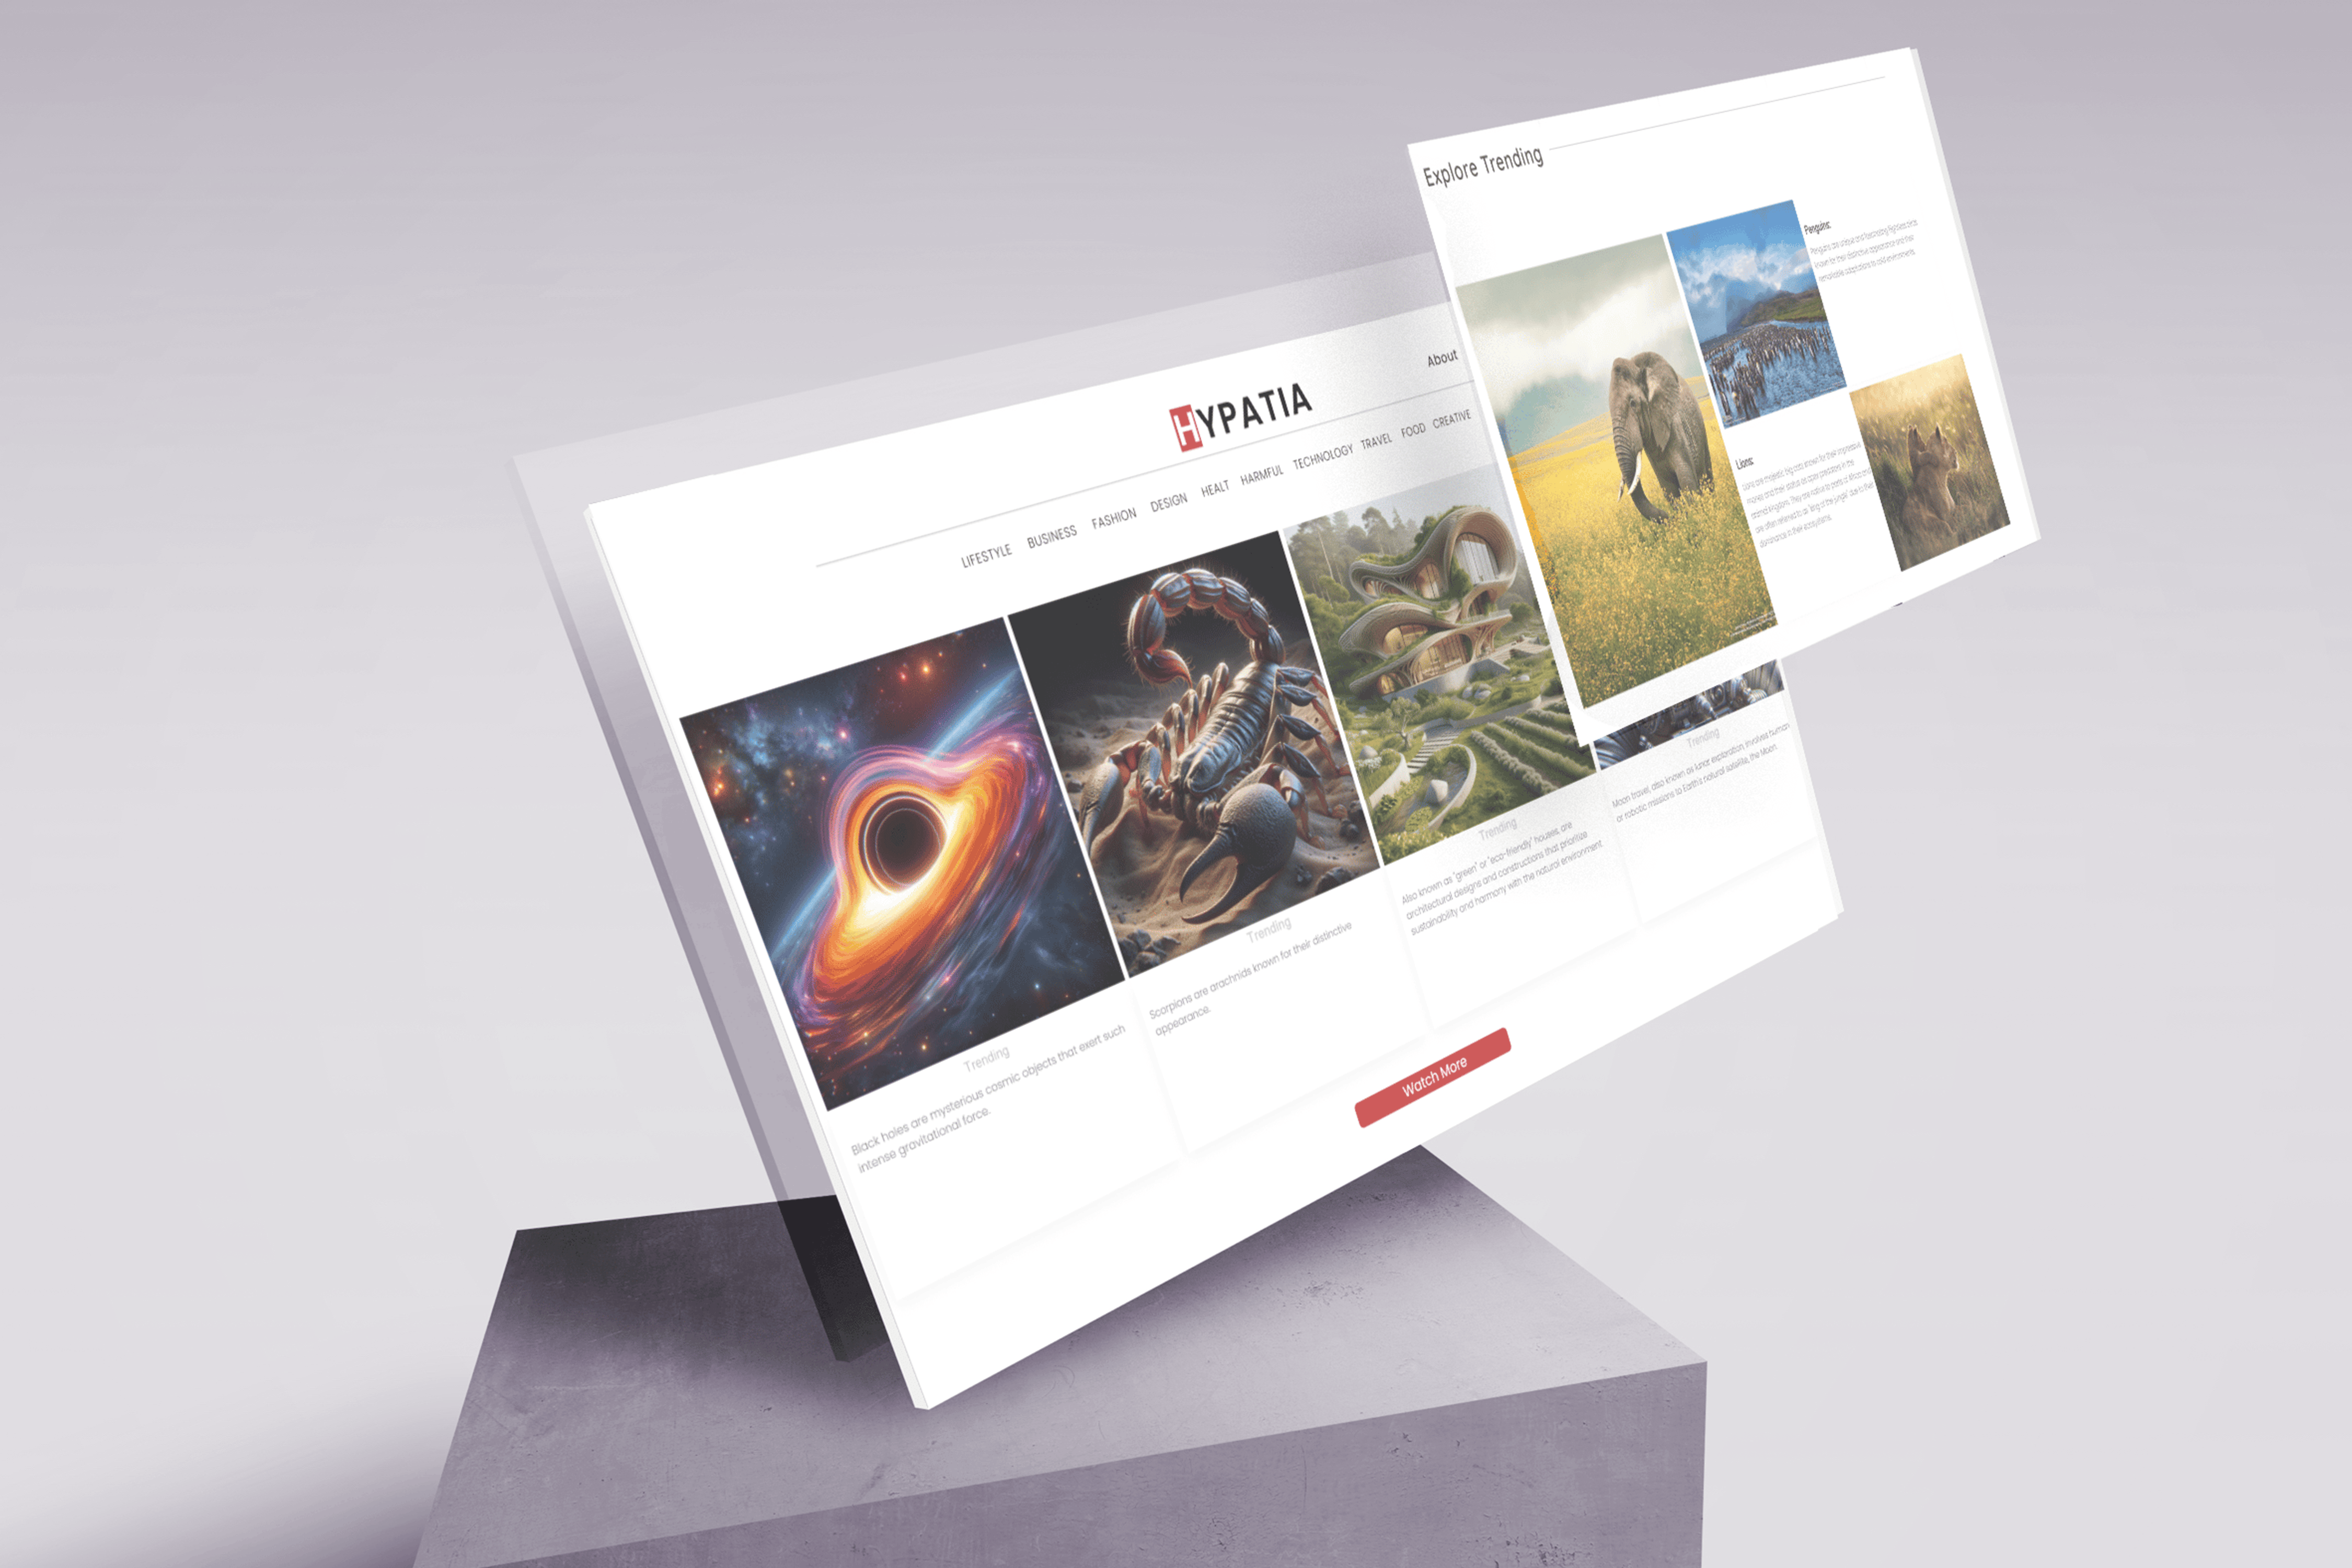 Explore Trending
Penguins:
Penguins are unique and fascinating flightless birds
known for their distinctive appearance and their
remarkable adaptations to cold environments.
Lions:
Lions are majestic big cats known for their impressive
manes and their status as apex predators in the
animal kingdom. They are native to parts of Africa and
are often referred to as "king of the jungle" due to their
dominance in their ecosystems.
About
HYPATIA
LIFESTYLE BUSINESS FASHION DESIGN HEALT HARMFUL TECHNOLOGY TRAVEL FOOD CREATIVE
Trending
Black holes are mysterious cosmic objects that exert such
intense gravitational force.
Trending
Scorpions are arachnids known for their distinctive
appearance.
Trending
Also known as "green" or "eco-friendly" houses, are
architectural designs and constructions that prioritize
sustainability and harmony with the natural environment
Trending
Moon travel, also known as lunar exploration, involves human
or robotic missions to Earth's natural satellite, the Moon.
Watch More